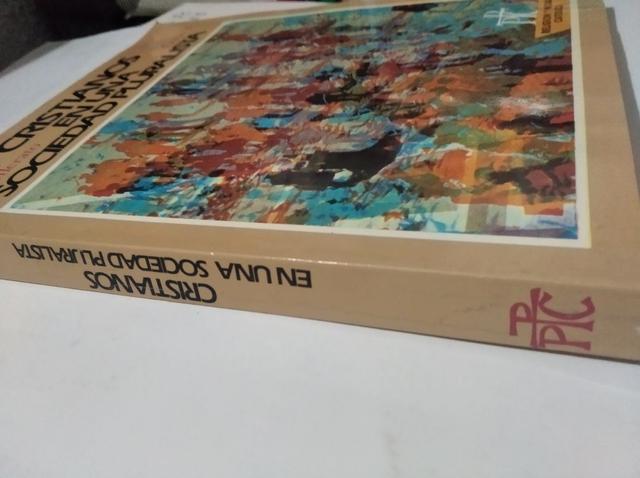 CRISTIANOS
EN UNA
SOCIEDAD PLURALISTA
CRISTIANOS
EN UNA SOCIEDAD PLURALISTA
PPC